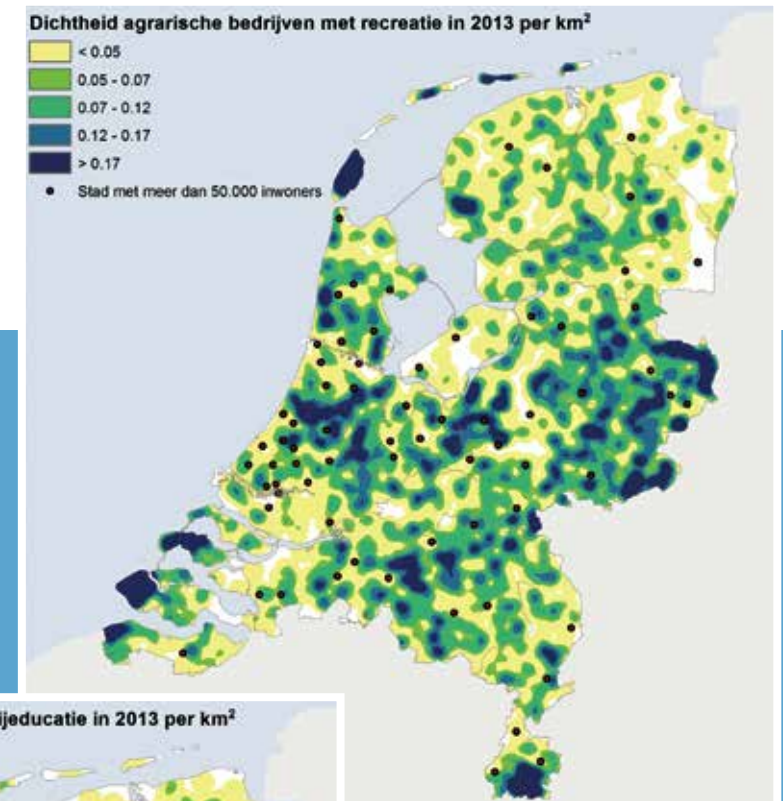 Dichtheid agrarische bedrijven met recreatie in 2013 per km²
< 0.05
0.05 - 0.07
0.07 - 0.12
0.12 - 0.17
> 0.17
Stad met meer dan 50.000 inwoners
ijeducatie in 2013 per km²